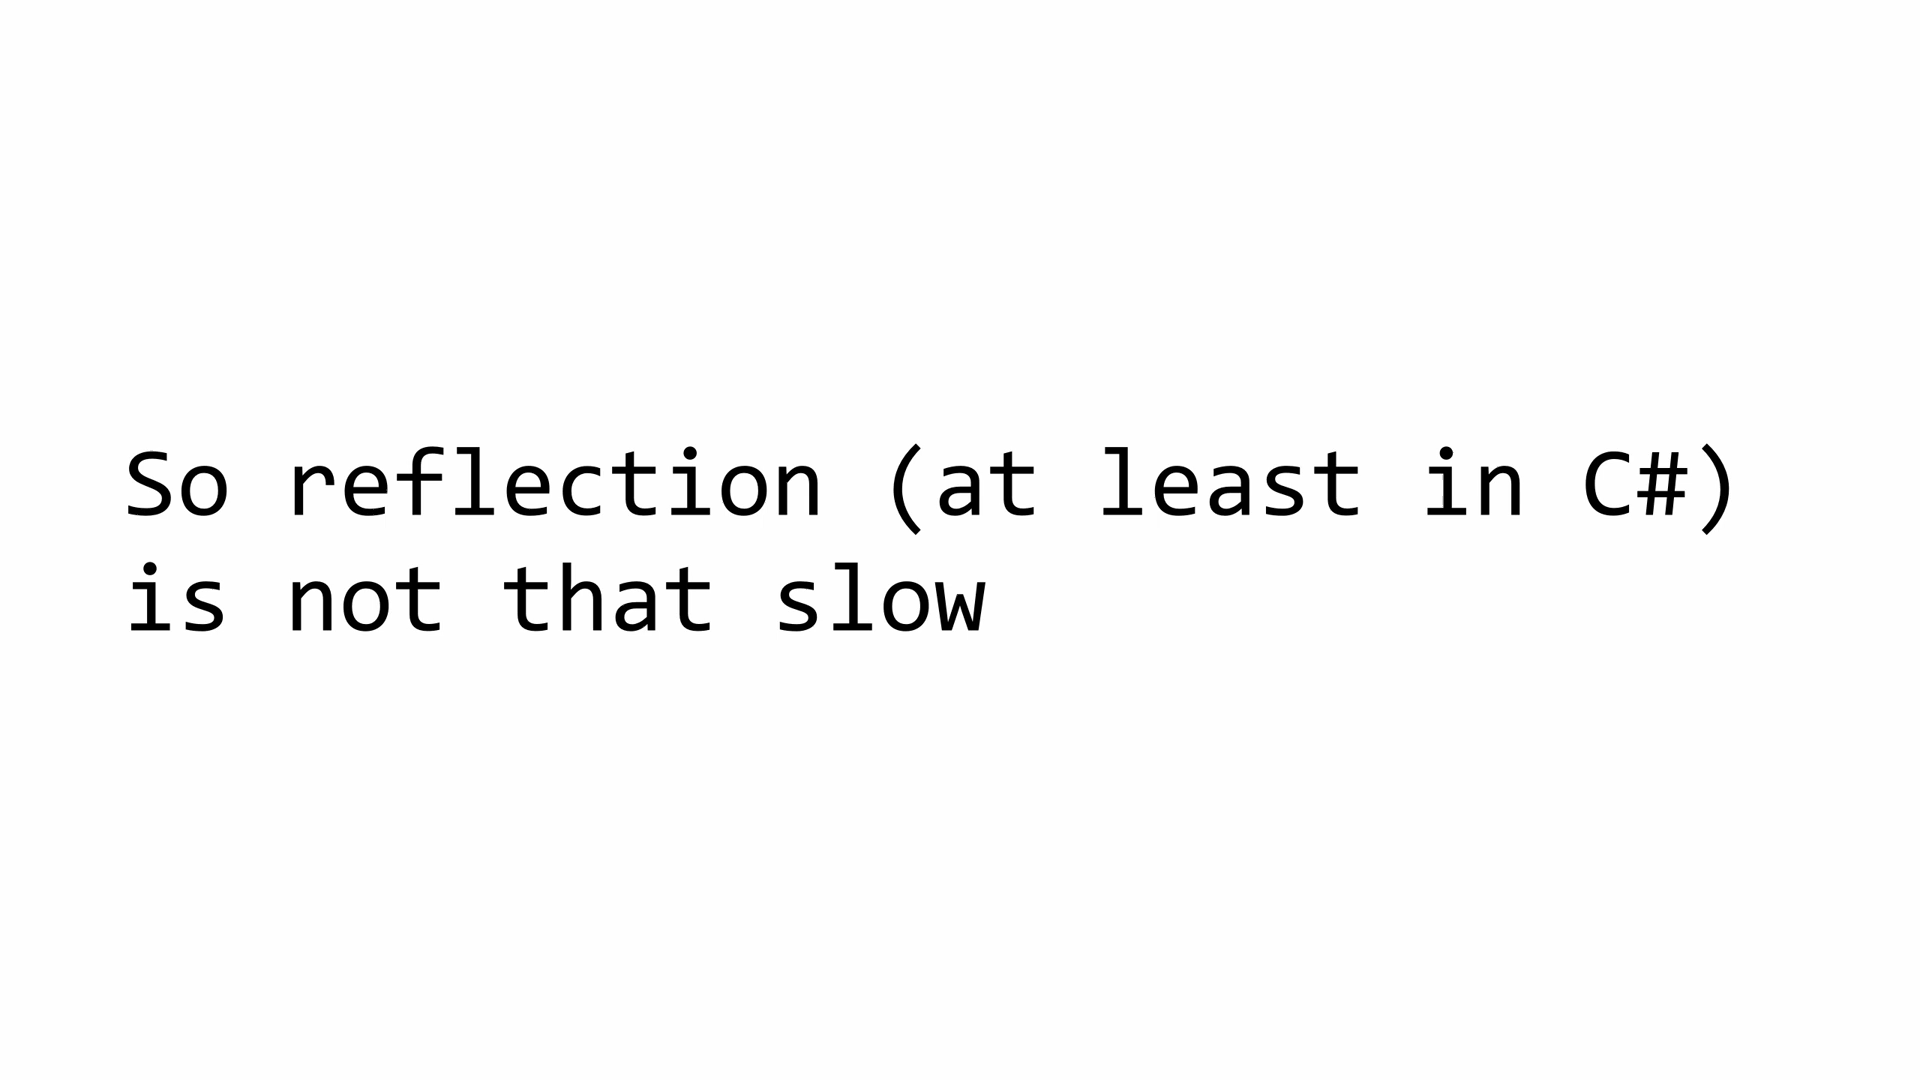 So reflection (at least in C#)
is not that slow